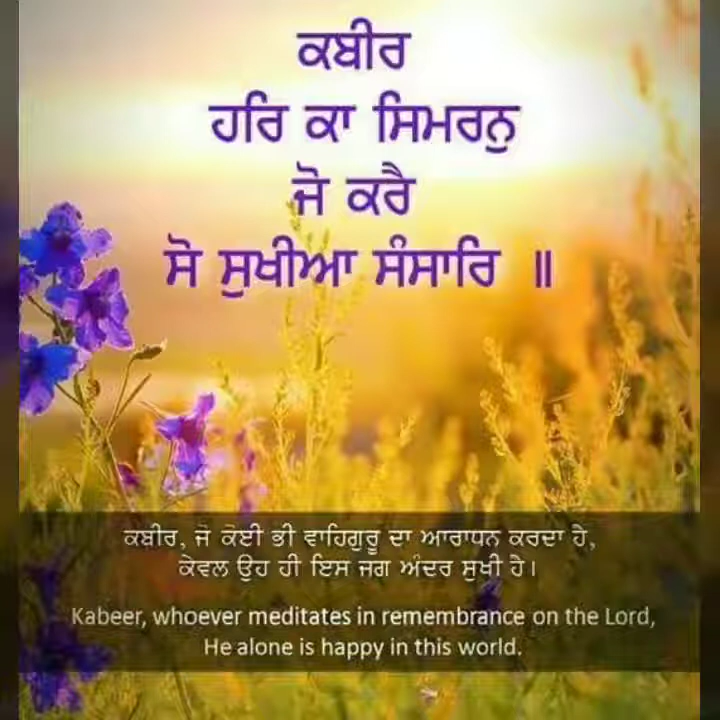 ਕਬੀਰ
ਹਰਿ ਕਾ ਸਿਮਰਨੁ
ਜੋ ਕਰੈ
ਸੋ ਸੁਖੀਆ ਸੰਸਾਰਿ ॥
ਕਬੀਰ, ਜੋ ਕੋਈ ਭੀ ਵਾਹਿਗੁਰੂ ਦਾ ਆਰਾਧਨ ਕਰਦਾ ਹੈ,
ਕੇਵਲ ਉਹ ਹੀ ਇਸ ਜਗ ਅੰਦਰ ਸੁਖੀ ਹੈ।
Kabeer, whoever meditates in remembrance on the Lord,
He alone is happy in this world.